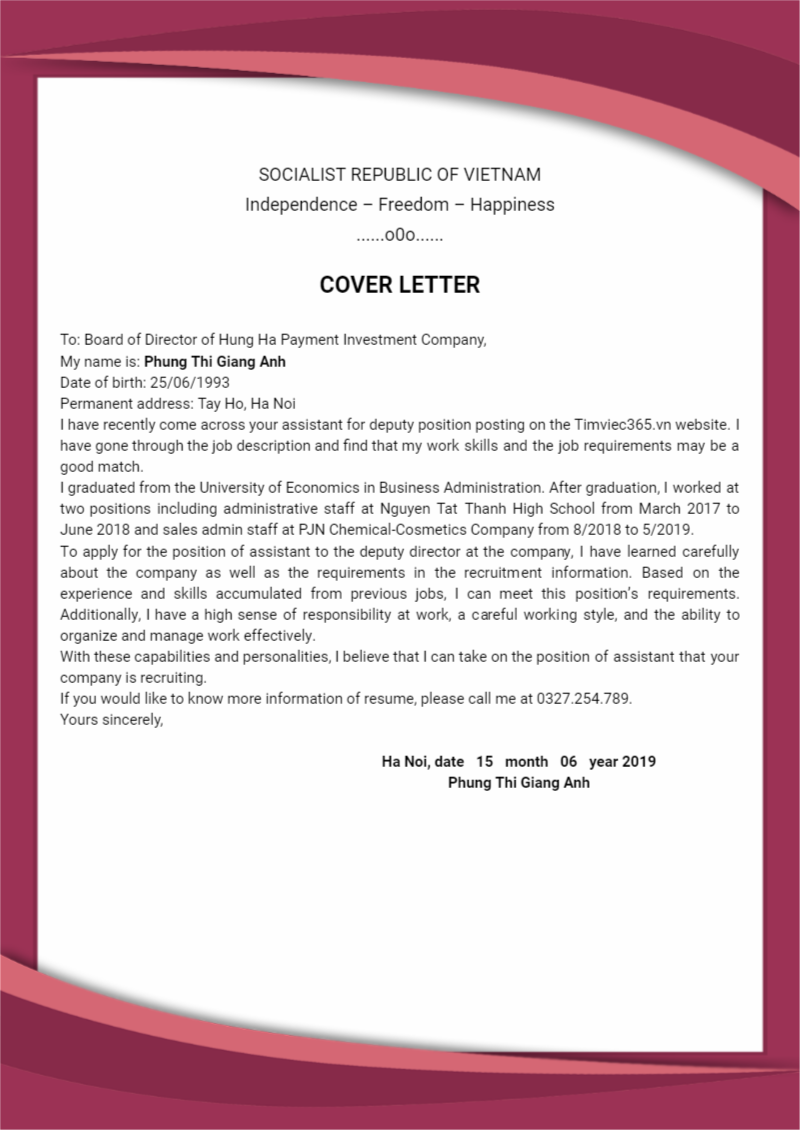 SOCIALIST REPUBLIC OF VIETNAM
Independence – Freedom – Happiness
......o0o......
COVER LETTER
To: Board of Director of Hung Ha Payment Investment Company,
My name is: Phung Thi Giang Anh
Date of birth: 25/06/1993
Permanent address: Tay Ho, Ha Noi
I have recently come across your assistant for deputy position posting on the Timviec365.vn website. I
have gone through the job description and find that my work skills and the job requirements may be a
good match.
I graduated from the University of Economics in Business Administration. After graduation, I worked at
two positions including administrative staff at Nguyen Tat Thanh High School from March 2017 to
June 2018 and sales admin staff at PJN Chemical-Cosmetics Company from 8/2018 to 5/2019.
To apply for the position of assistant to the deputy director at the company, I have learned carefully
about the company as well as the requirements in the recruitment information. Based on the
experience and skills accumulated from previous jobs, I can meet this position's requirements.
Additionally, I have a high sense of responsibility at work, a careful working style, and the ability to
organize and manage work effectively.
With these capabilities and personalities, I believe that I can take on the position of assistant that your
company is recruiting.
If you would like to know more information of resume, please call me at 0327.254.789.
Yours sincerely,
Ha Noi, date 15 month 06 year 2019
Phung Thi Giang Anh